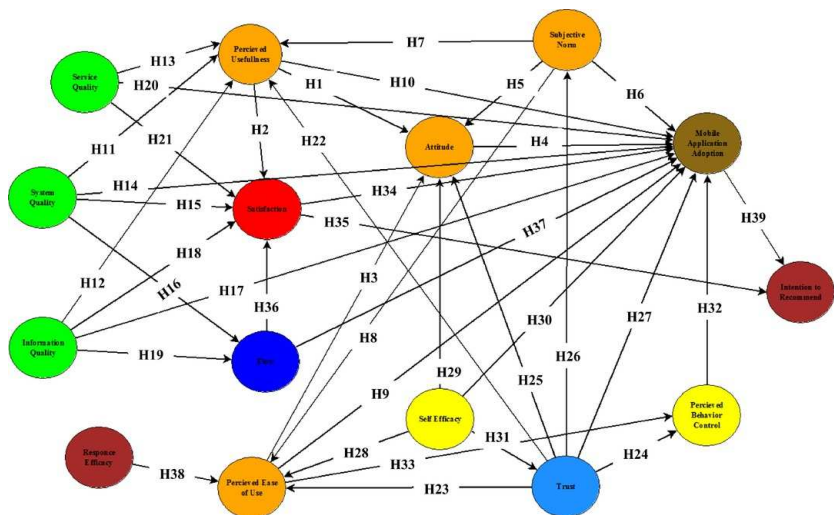 H7
Percieved
Usefullness
Subjective
Norm
H13
H20
Service
Quality
H1
H10
H5
H6
H11
H2
H22
H21
Attitude
H4
Mobile
Application
Adoption
H14
H34
System
Quality
H15
Satisfaction
H35
H39
H18
H37
H12
H16
H17
H3
H36
H30
H27
H32
Intention to
Recommend
Information
Quality
H19
H8
H26
H9
H29
H25
Self Efficacy
Percieved
Behavior
Control
H31
H28
H33
H24
Responce
Efficacy
H38
Percieved Ease
of Use
H23
Trust